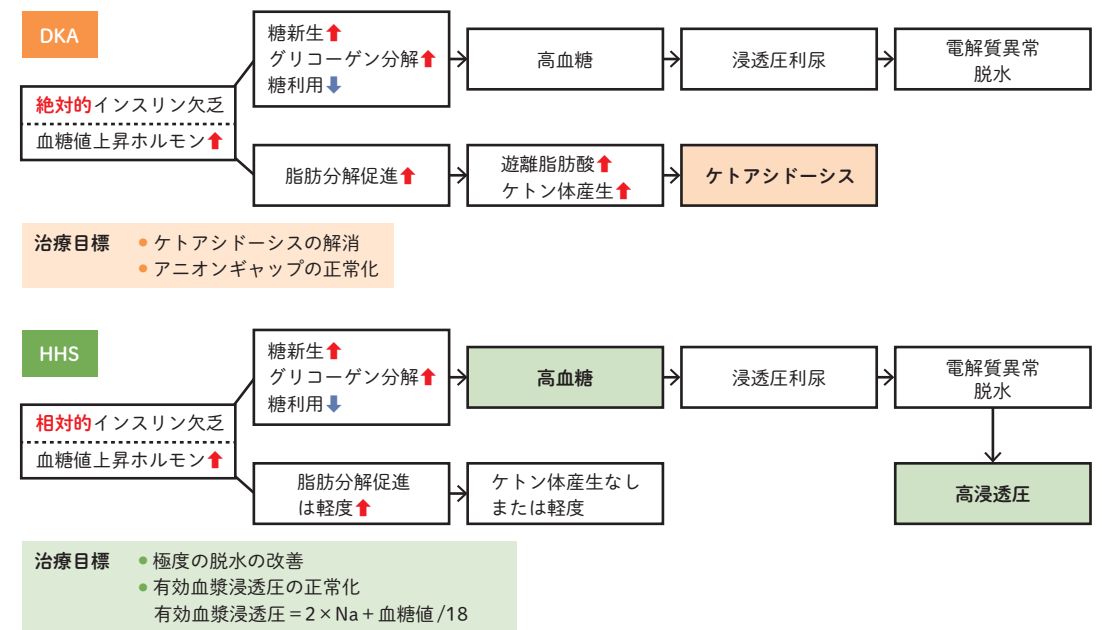 DKA
絶対的インスリン欠乏
血糖値上昇ホルモン⬆
糖新生⬆
グリコーゲン分解⬆
糖利用⬇
高血糖
浸透圧利尿
電解質異常
脱水
脂肪分解促進⬆
遊離脂肪酸⬆
ケトン体産生⬆
ケトアシドーシス
治療目標 ● ケトアシドーシスの解消
● アニオンギャップの正常化
HHS
相対的インスリン欠乏
血糖値上昇ホルモン⬆
糖新生⬆
グリコーゲン分解⬆
糖利用⬇
高血糖
浸透圧利尿
電解質異常
脱水
脂肪分解促進
は軽度⬆
ケトン体産生なし
または軽度
高浸透圧
治療目標 ● 極度の脱水の改善
● 有効血漿浸透圧の正常化
有効血漿浸透圧＝2×Na＋血糖値/18